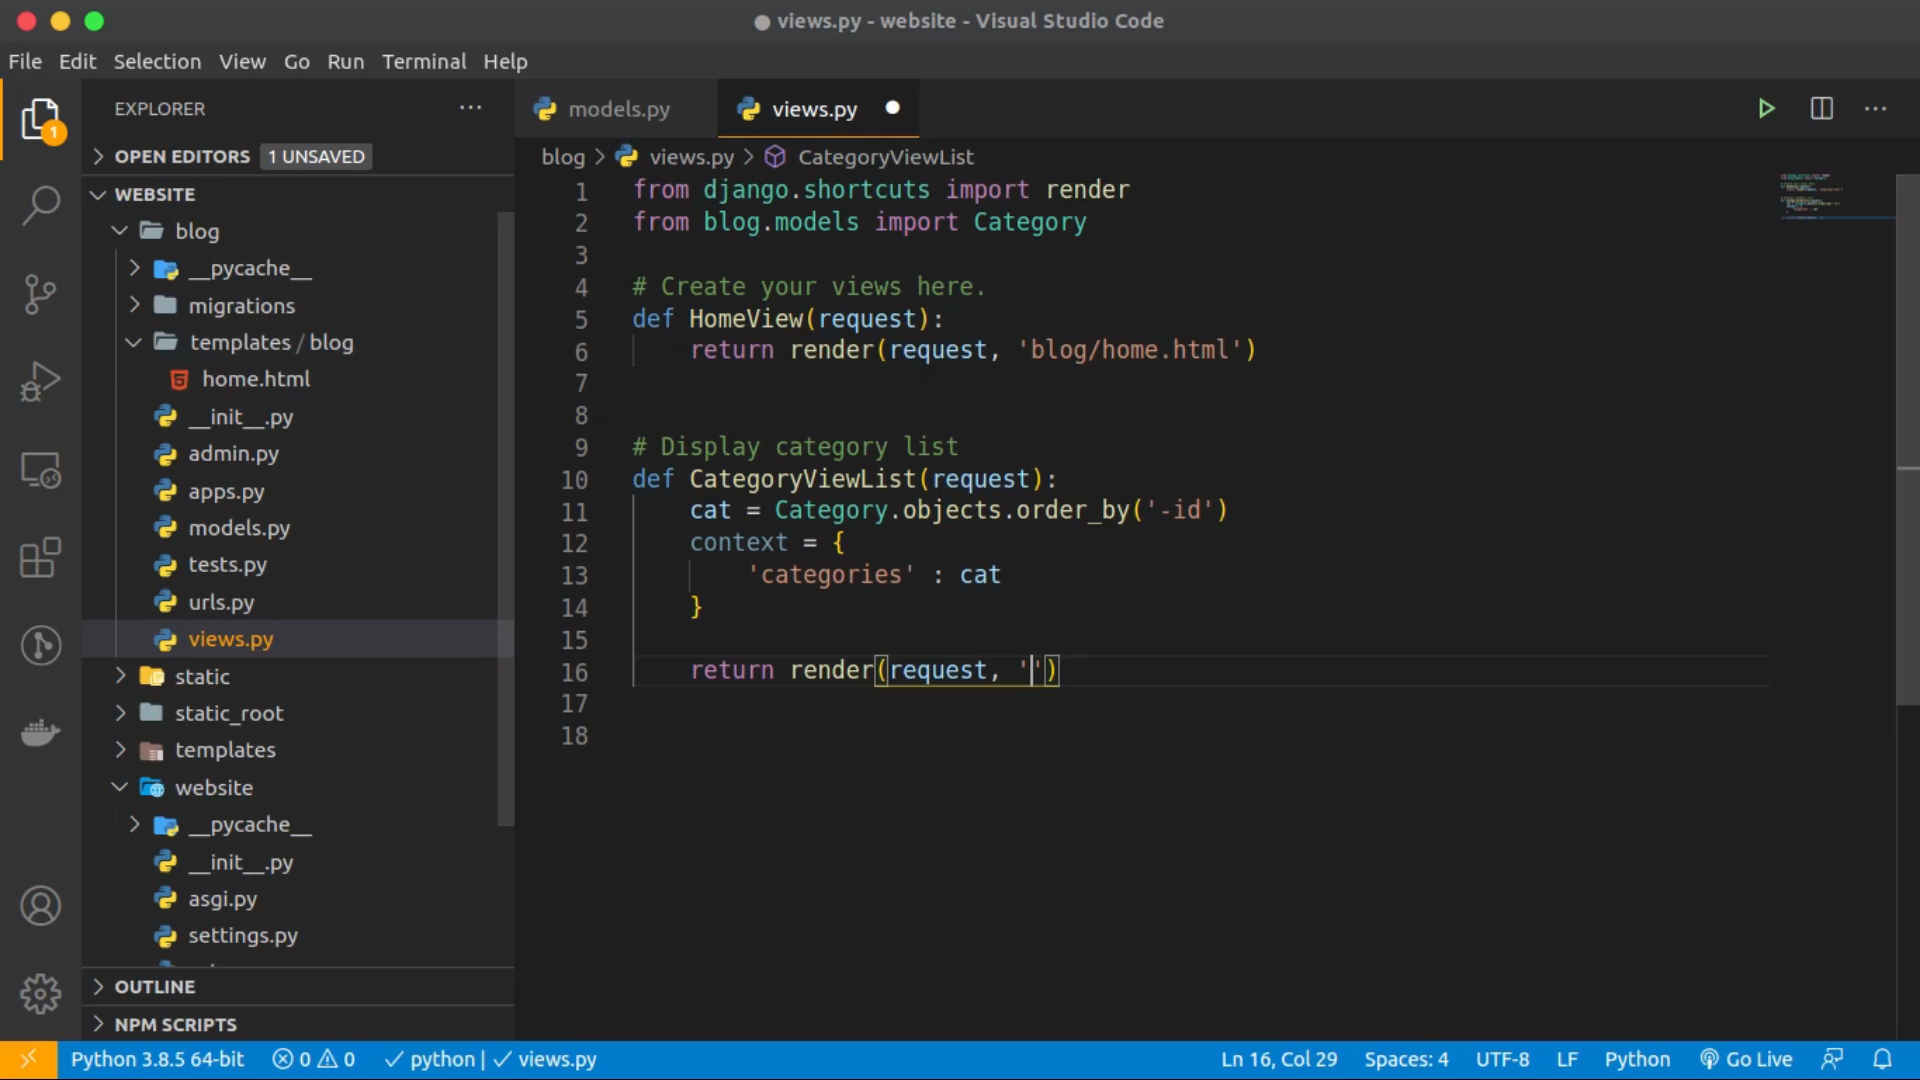 views.py - website - Visual Studio Code
File Edit Selection View Go Run Terminal Help
EXPLORER
OPEN EDITORS 1 UNSAVED
WEBSITE
blog
__pycache__
migrations
templates / blog
home.html
__init__.py
admin.py
apps.py
models.py
tests.py
urls.py
views.py
static
static_root
templates
website
__pycache__
__init__.py
asgi.py
settings.py
OUTLINE
NPM SCRIPTS
1
models.py
views.py
blog > views.py > CategoryViewList
1 from django.shortcuts import render
2 from blog.models import Category
3
4 # Create your views here.
5 def HomeView(request):
6 return render(request, 'blog/home.html')
7
8
9 # Display category list
10 def CategoryViewList(request):
11 cat = Category.objects.order_by('-id')
12 context = {
13 'categories' : cat
14 }
15
16 return render(request, '')
17
18
Python 3.8.5 64-bit 0 0 python | views.py Ln 16, Col 29 Spaces: 4 UTF-8 LF Python Go Live